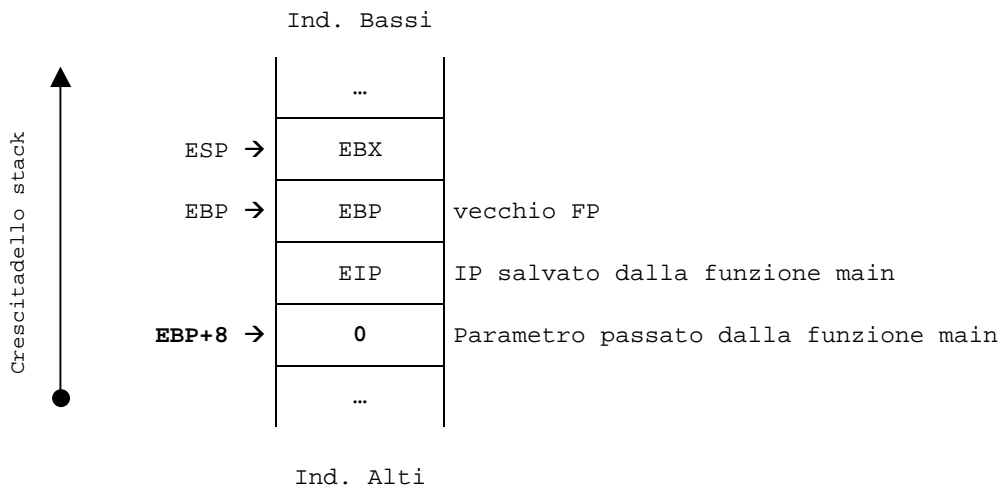 Ind. Bassi
Crescitadello stack
…
ESP → EBX
EBP → EBP vecchio FP
EIP IP salvato dalla funzione main
EBP+8 → 0 Parametro passato dalla funzione main
…
Ind. Alti